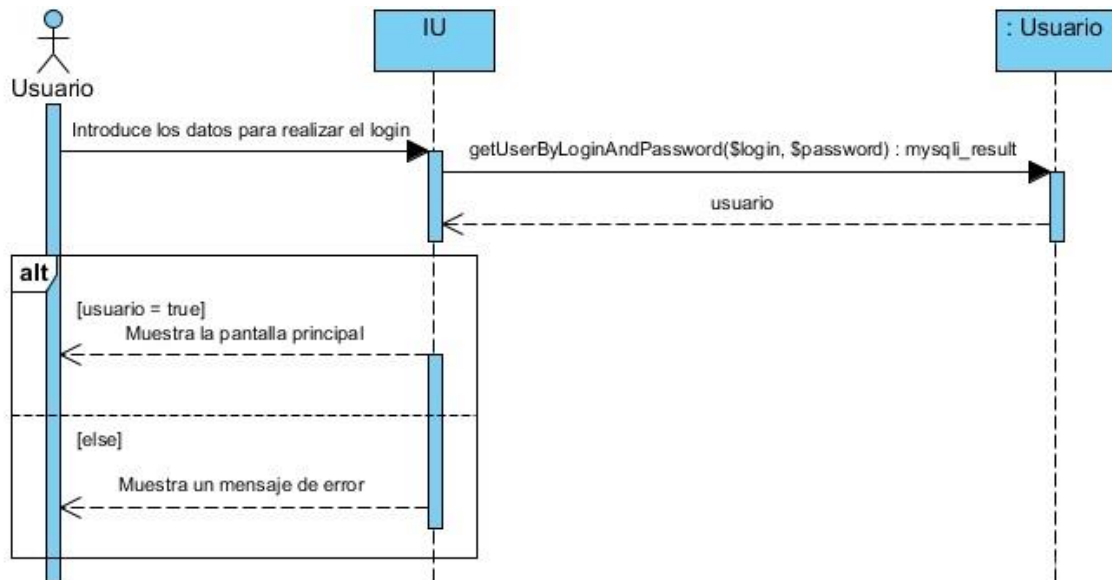 IU
: Usuario
Usuario
Introduce los datos para realizar el login
getUserByLoginAndPassword($login, $password) : mysqli_result
usuario
alt
[usuario = true]
Muestra la pantalla principal
[else]
Muestra un mensaje de error